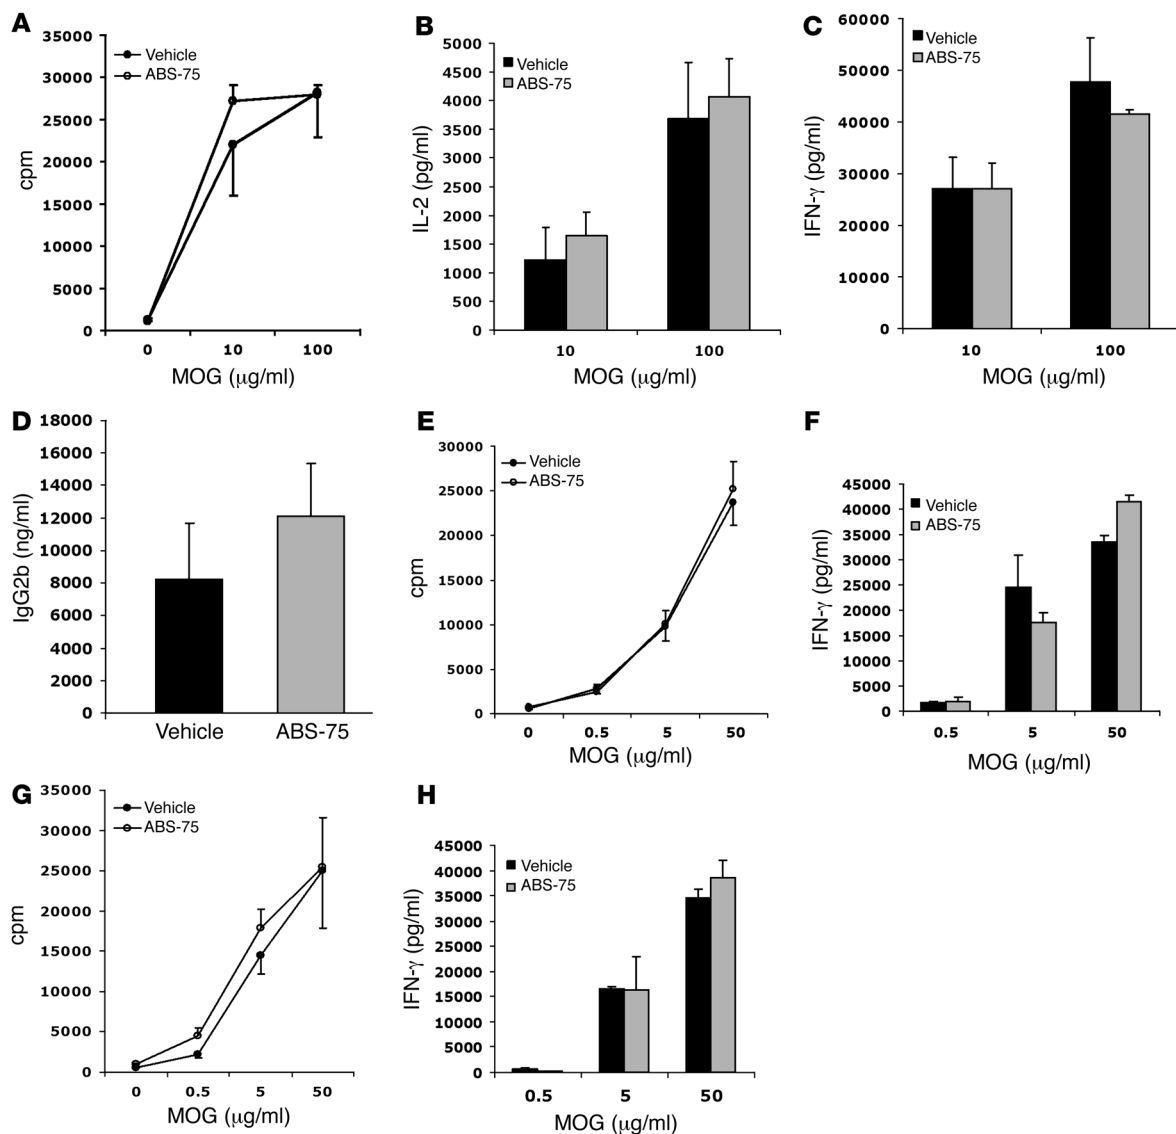 A
35000
30000
25000
20000
15000
10000
5000
0
cpm
Vehicle
ABS-75
0 10 100
MOG (μg/ml)
B
5000
4500
4000
3500
3000
2500
2000
1500
1000
500
0
IL-2 (pg/ml)
Vehicle
ABS-75
10 100
MOG (μg/ml)
C
60000
50000
40000
30000
20000
10000
0
IFN-γ (pg/ml)
Vehicle
ABS-75
10 100
MOG (μg/ml)
D
18000
16000
14000
12000
10000
8000
6000
4000
2000
0
IgG2b (ng/ml)
Vehicle ABS-75
E
30000
25000
20000
15000
10000
5000
0
cpm
Vehicle
ABS-75
0 0.5 5 50
MOG (μg/ml)
F
45000
40000
35000
30000
25000
20000
15000
10000
5000
0
IFN-γ (pg/ml)
Vehicle
ABS-75
0.5 5 50
MOG (μg/ml)
G
35000
30000
25000
20000
15000
10000
5000
0
cpm
Vehicle
ABS-75
0 0.5 5 50
MOG (μg/ml)
H
45000
40000
35000
30000
25000
20000
15000
10000
5000
0
IFN-γ (pg/ml)
Vehicle
ABS-75
0.5 5 50
MOG (μg/ml)